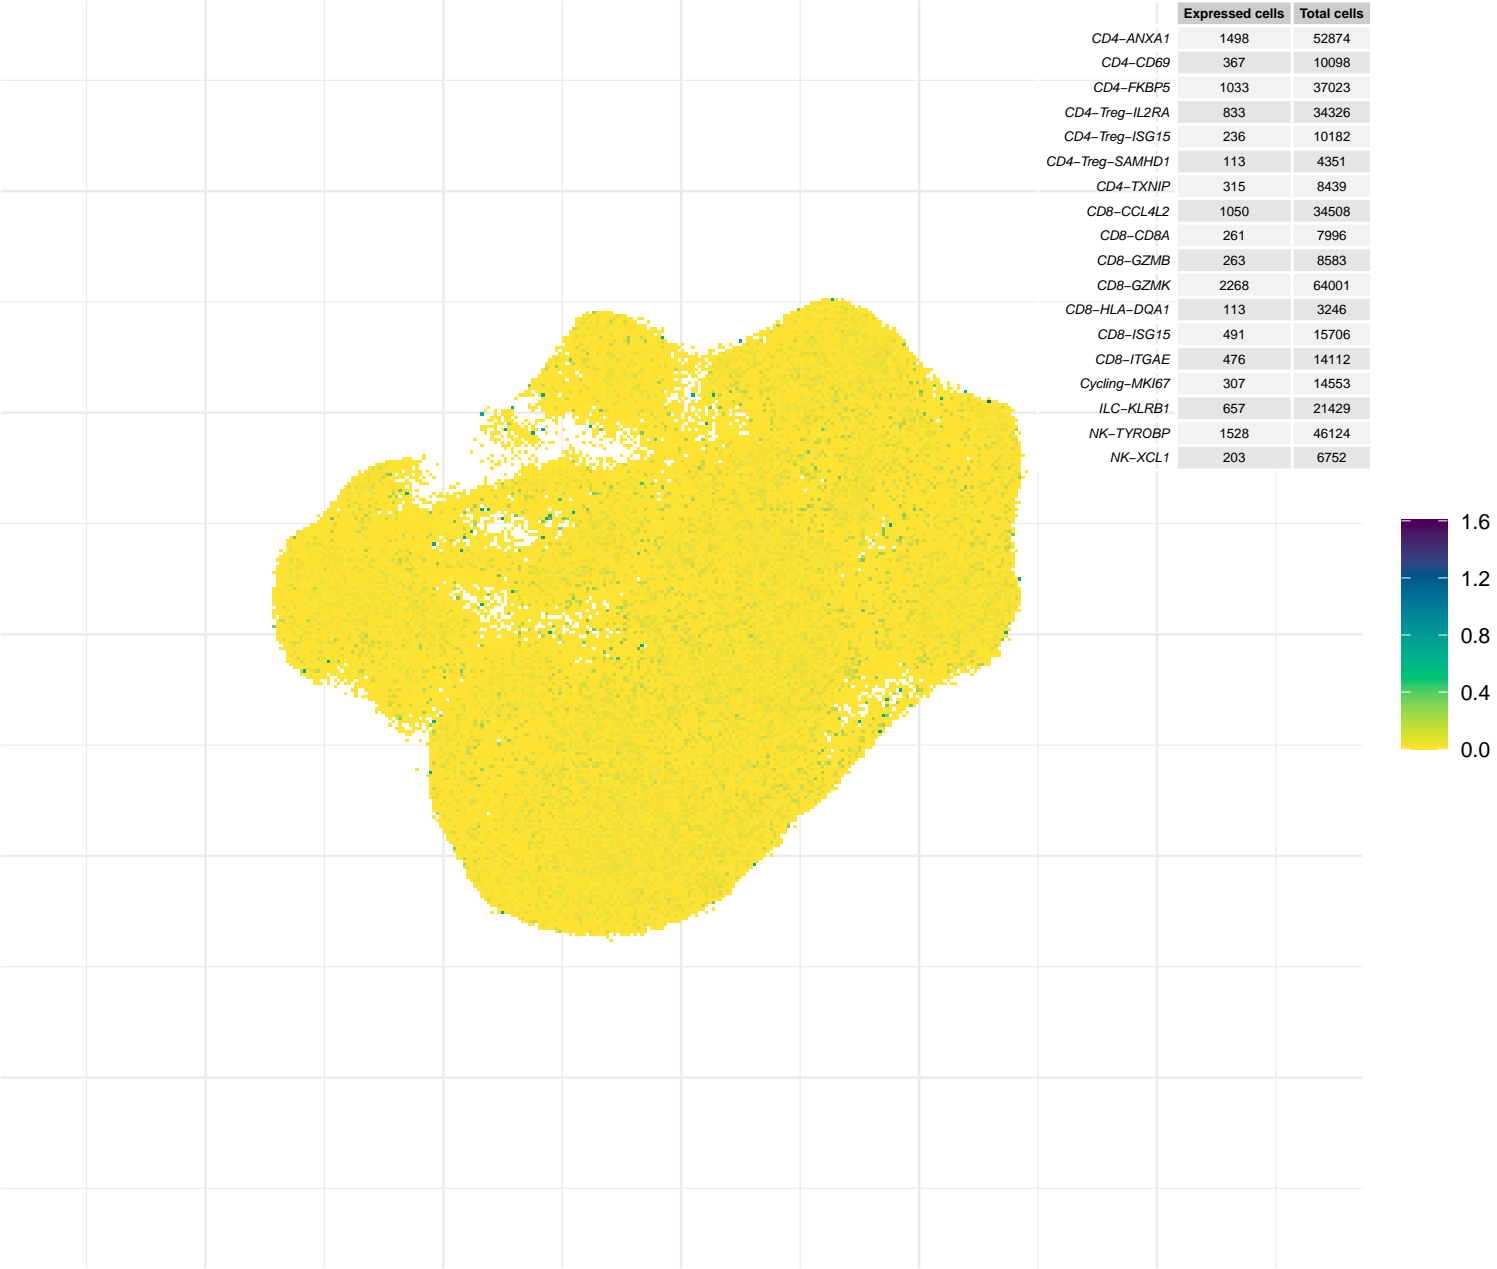 Expressed cells Total cells
CD4−ANXA1 1498 52874
CD4−CD69 367 10098
CD4−FKBP5 1033 37023
CD4−Treg−IL2RA 833 34326
CD4−Treg−ISG15 236 10182
CD4−Treg−SAMHD1 113 4351
CD4−TXNIP 315 8439
CD8−CCL4L2 1050 34508
CD8−CD8A 261 7996
CD8−GZMB 263 8583
CD8−GZMK 2268 64001
CD8−HLA−DQA1 113 3246
CD8−ISG15 491 15706
CD8−ITGAE 476 14112
Cycling−MKI67 307 14553
ILC−KLRB1 657 21429
NK−TYROBP 1528 46124
NK−XCL1 203 6752
1.6
1.2
0.8
0.4
0.0